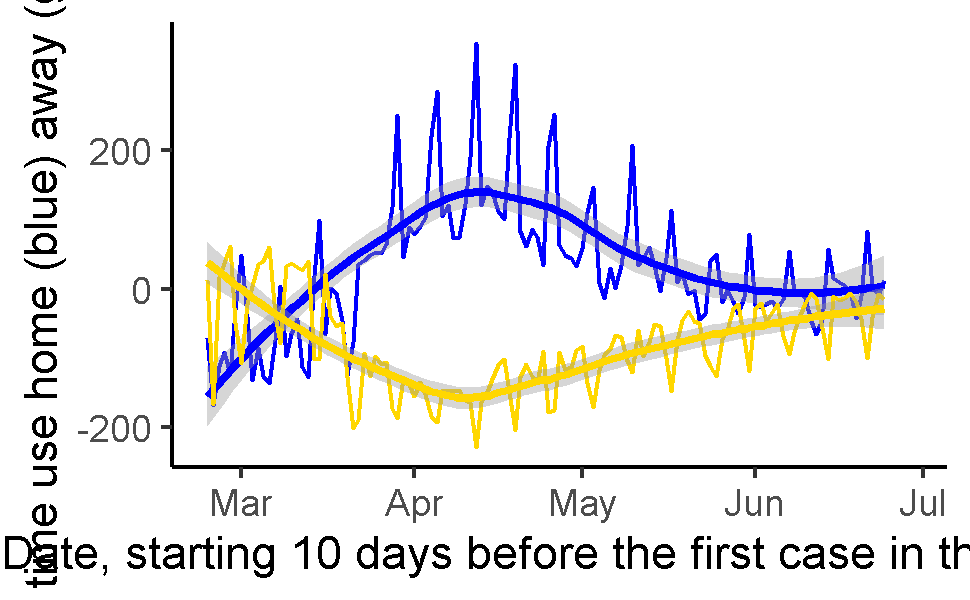 time use home (blue) away (
200
0
-200
Mar Apr May Jun Jul
Date, starting 10 days before the first case in th